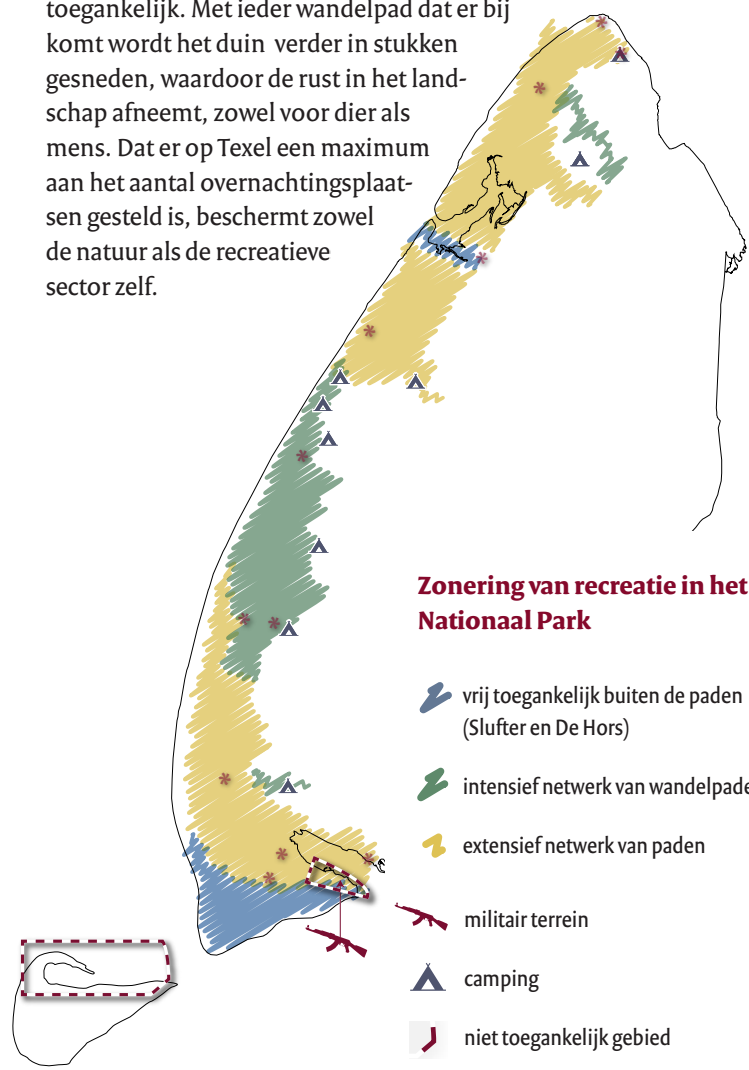 toegankelijk. Met ieder wandelpad dat er bij
komt wordt het duin verder in stukken
gesneden, waardoor de rust in het land-
schap afneemt, zowel voor dier als
mens. Dat er op Texel een maximum
aan het aantal overnachtingsplaat-
sen gesteld is, beschermt zowel
de natuur als de recreatieve
sector zelf.
Zonering van recreatie in het
Nationaal Park
vrij toegankelijk buiten de paden
(Slufter en De Hors)
intensief netwerk van wandelpade
extensief netwerk van paden
militair terrein
camping
niet toegankelijk gebied